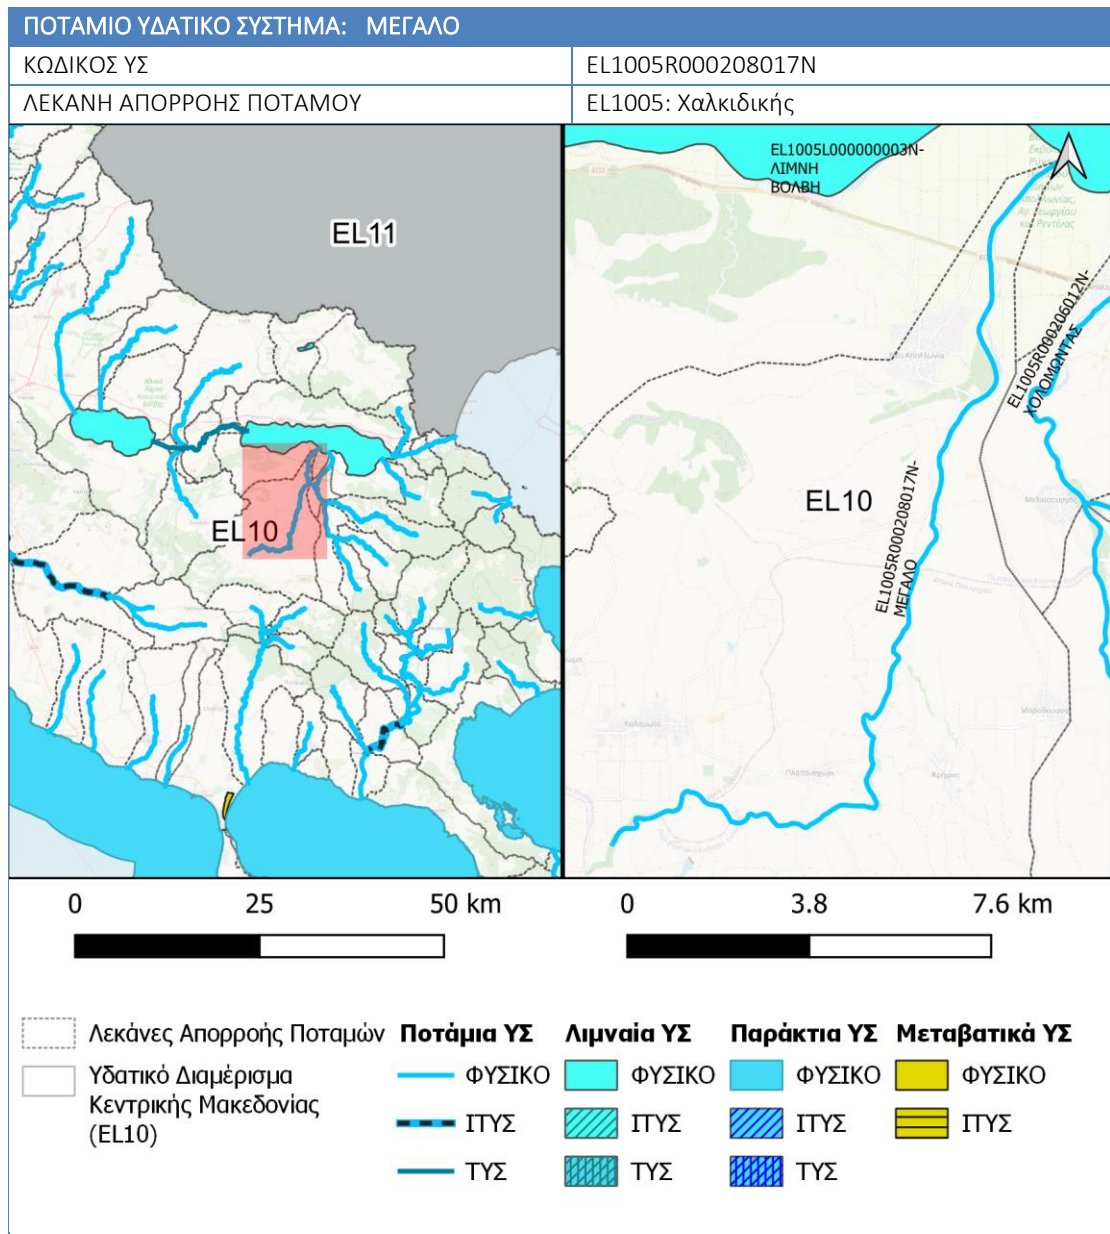 ΠΟΤΑΜΙΟ ΥΔΑΤΙΚΟ ΣΥΣΤΗΜΑ: ΜΕΓΑΛΟ
ΚΩΔΙΚΟΣ ΥΣ EL1005R000208017N
ΛΕΚΑΝΗ ΑΠΟΡΡΟΗΣ ΠΟΤΑΜΟΥ EL1005: Χαλκιδικής
EL11
EL10
EL1005L000000003N-
ΛΙΜΝΗ
ΒΟΛΒΗ
EL1005R000206012N-
ΧΟΛΟΜΩΝΤΑΣ
EL10
EL1005R000208017N-
ΜΕΓΑΛΟ
0 25 50 km
0 3.8 7.6 km
Λεκάνες Απορροής Ποταμών
Υδατικό Διαμέρισμα
Κεντρικής Μακεδονίας
(EL10)
Ποτάμια ΥΣ
ΦΥΣΙΚΟ
ΙΤΥΣ
ΤΥΣ
Λιμναία ΥΣ
ΦΥΣΙΚΟ
ΙΤΥΣ
ΤΥΣ
Παράκτια ΥΣ
ΦΥΣΙΚΟ
ΙΤΥΣ
ΤΥΣ
Μεταβατικά ΥΣ
ΦΥΣΙΚΟ
ΙΤΥΣ